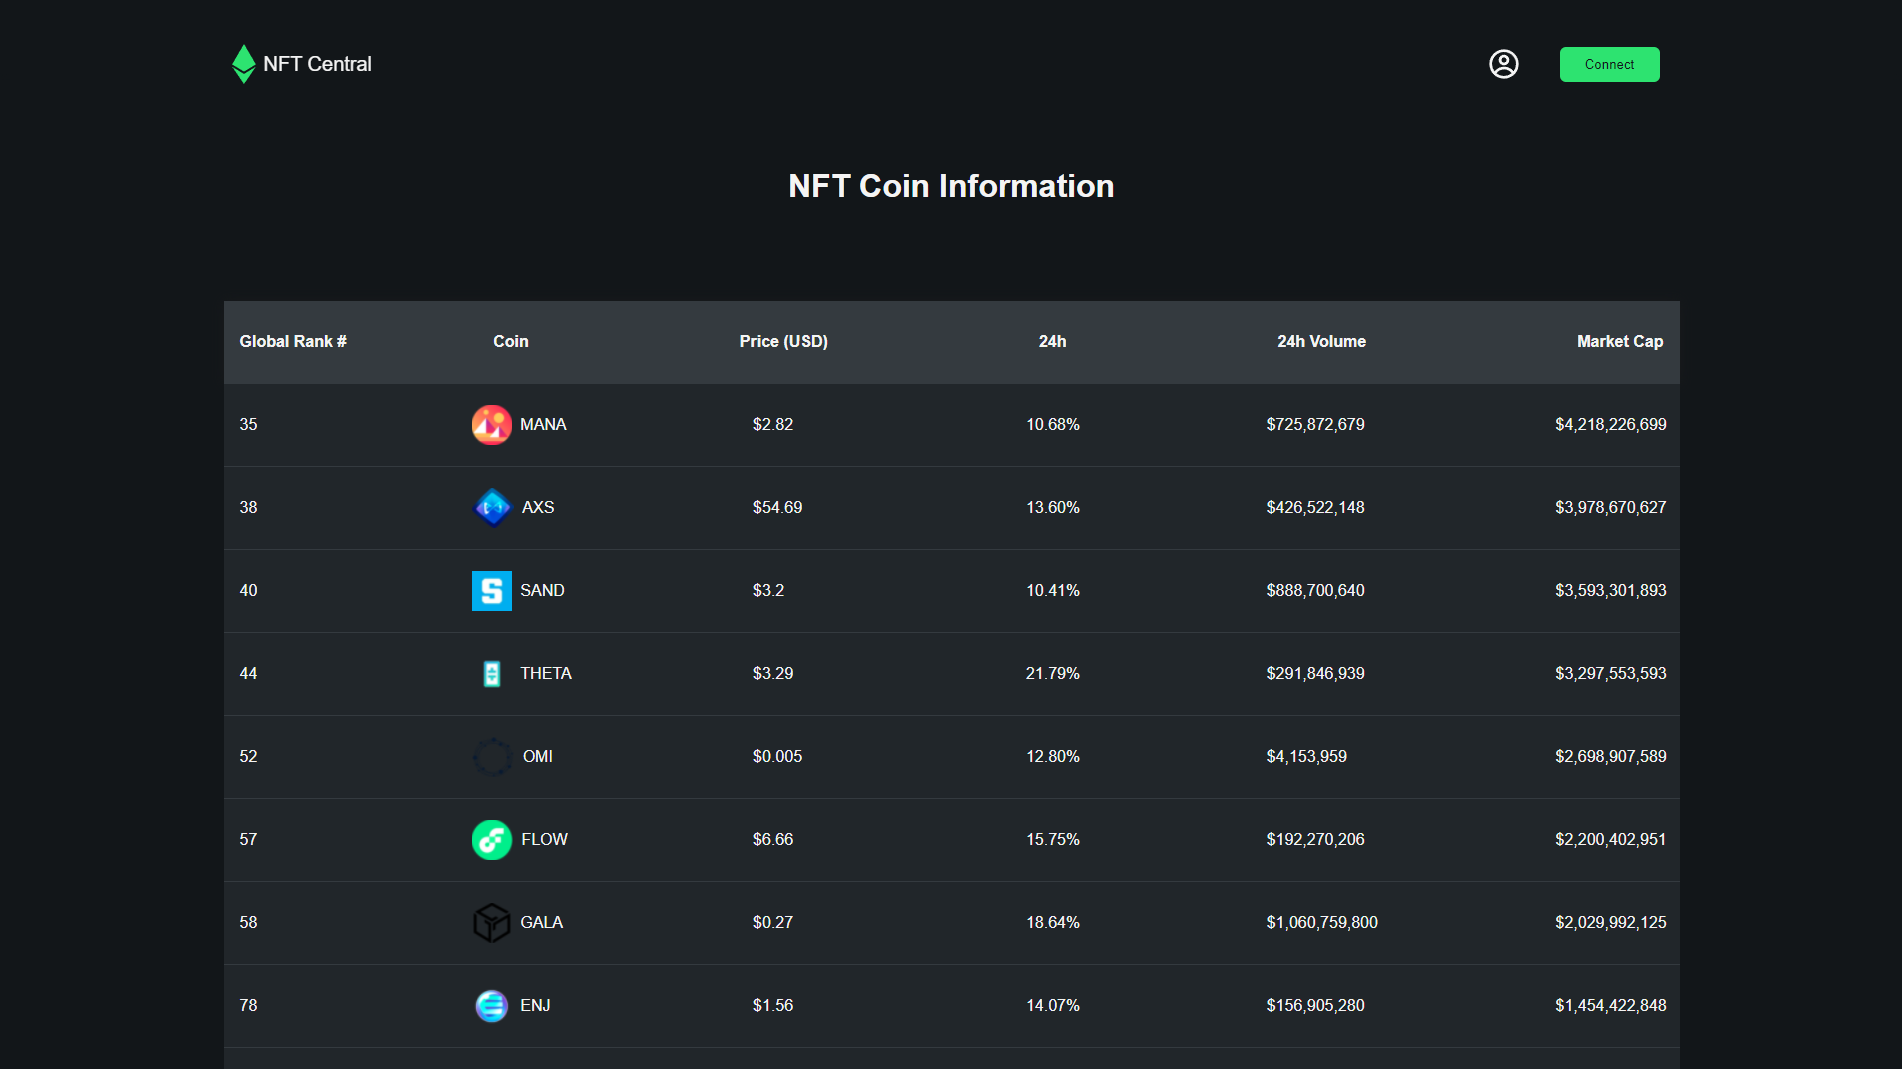 NFT Central
Connect
NFT Coin Information
Global Rank # Coin Price (USD) 24h 24h Volume Market Cap
35 MANA $2.82 10.68% $725,872,679 $4,218,226,699
38 AXS $54.69 13.60% $426,522,148 $3,978,670,627
40 SAND $3.2 10.41% $888,700,640 $3,593,301,893
44 THETA $3.29 21.79% $291,846,939 $3,297,553,593
52 OMI $0.005 12.80% $4,153,959 $2,698,907,589
57 FLOW $6.66 15.75% $192,270,206 $2,200,402,951
58 GALA $0.27 18.64% $1,060,759,800 $2,029,992,125
78 ENJ $1.56 14.07% $156,905,280 $1,454,422,848